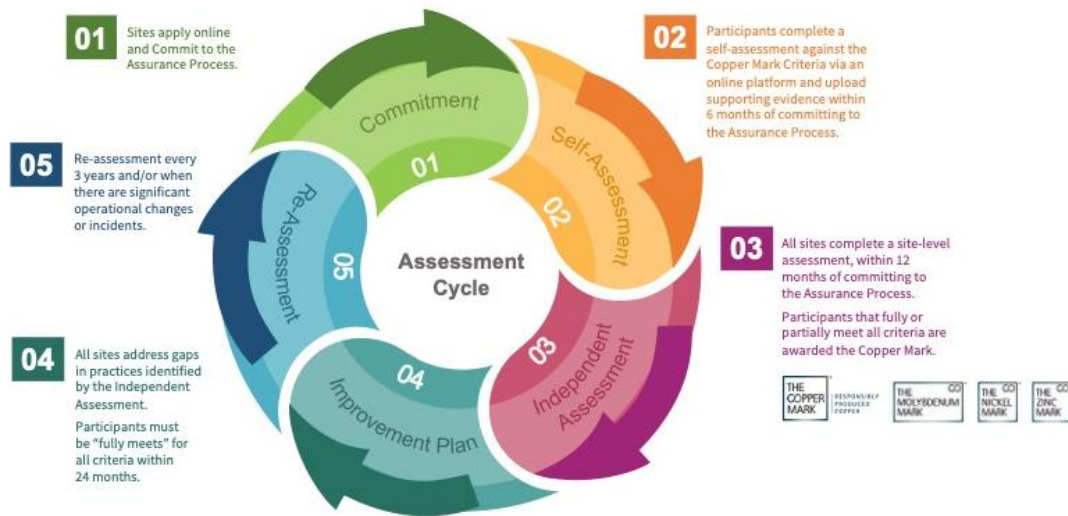 01
Sites apply online
and Commit to the
Assurance Process.
02
Participants complete a
self-assessment against the
Copper Mark Criteria via an
online platform and upload
supporting evidence within
6 months of committing to
the Assurance Process.
03
All sites complete a site-level
assessment, within 12
months of committing to
the Assurance Process.
Participants that fully or
partially meet all criteria are
awarded the Copper Mark.
THE
COPPER
MARK
RESPONSIBLY
PRODUCED
COPPER
THE
MOLYBDENUM
MARK
THE
NICKEL
MARK
THE
ZINC
MARK
04
All sites address gaps
in practices identified
by the Independent
Assessment.
Participants must
be “fully meets” for
all criteria within
24 months.
05
Re-assessment every
3 years and/or when
there are significant
operational changes
or incidents.
Assessment
Cycle
Commitment
01
Self-Assessment
02
Independent
Assessment
03
Improvement Plan
04
Re-Assessment
05